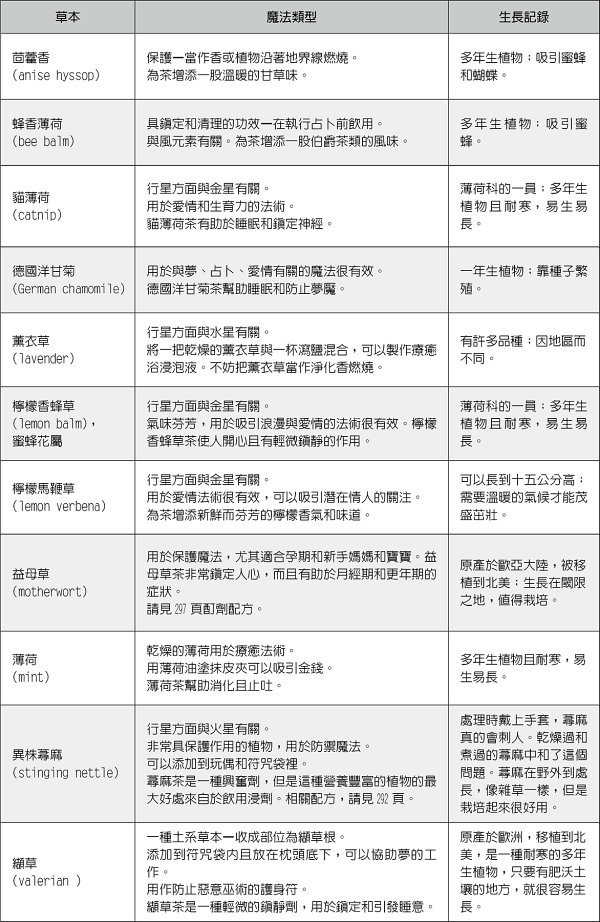 草本
魔法類型
生長記錄
茴藿香
(anise hyssop)
保護—當作香或植物沿著地界線燃燒。
為茶增添一股溫暖的甘草味。
多年生植物；吸引蜜蜂
和蝴蝶。
蜂香薄荷
(bee balm)
具鎮定和清理的功效—在執行占卜前飲用。
與風元素有關。為茶增添一股伯爵茶類的風味。
多年生植物；吸引蜜
蜂。
貓薄荷
(catnip)
行星方面與金星有關。
用於愛情和生育力的法術。
貓薄荷茶有助於睡眠和鎮定神經。
薄荷科的一員；多年生
植物且耐寒，易生易
長。
德國洋甘菊
(German chamomile)
用於與夢、占卜、愛情有關的魔法很有效。
德國洋甘菊茶幫助睡眠和防止夢魘。
一年生植物；靠種子繁
殖。
薰衣草
(lavender)
行星方面與水星有關。
將一把乾燥的薰衣草與一杯瀉鹽混合，可以製作療癒
浴浸泡液。不妨把薰衣草當作淨化香燃燒。
有許多品種；因地區而
不同。
檸檬香蜂草
(lemon balm)，
蜜蜂花屬
行星方面與金星有關。
氣味芬芳，用於吸引浪漫與愛情的法術很有效。檸檬
香蜂草茶使人開心且有輕微鎮靜的作用。
薄荷科的一員；多年生
植物且耐寒，易生易
長。
檸檬馬鞭草
(lemon verbena)
行星方面與金星有關。
用於愛情法術很有效，可以吸引潛在情人的關注。
為茶增添新鮮而芬芳的檸檬香氣和味道。
可以長到十五公分高；
需要溫暖的氣候才能茂
盛茁壯。
益母草
(motherwort)
用於保護魔法，尤其適合孕期和新手媽媽和寶寶。益
母草茶非常鎮定人心，而且有助於月經期和更年期的
症狀。
請見 297 頁酊劑配方。
原產於歐亞大陸，被移
植到北美；生長在閾限
之地，值得栽培。
薄荷
(mint)
乾燥的薄荷用於療癒法術。
用薄荷油塗抹皮夾可以吸引金錢。
薄荷茶幫助消化且止吐。
多年生植物且耐寒，易
生易長。
異株蕁麻
(stinging nettle)
行星方面與火星有關。
非常具保護作用的植物，用於防禦魔法。
可以添加到玩偶和符咒袋裡。
蕁麻茶是一種興奮劑，但是這種營養豐富的植物的最
大好處來自於飲用浸劑。相關配方，請見 292 頁。
處理時戴上手套，蕁麻
真的會刺人。乾燥過和
煮過的蕁麻中和了這個
問題。蕁麻在野外到處
長，像雜草一樣，但是
栽培起來很好用。
纈草
(valerian )
一種土系草本—收成部位為纈草根。
添加到符咒袋內且放在枕頭底下，可以協助夢的工
作。
用作防止惡意巫術的護身符。
纈草茶是一種輕微的鎮靜劑，用於鎮定和引發睡意。
原產於歐洲，移植到北
美，是一種耐寒的多年
生植物，只要有肥沃土
壤的地方，就很容易生
長。